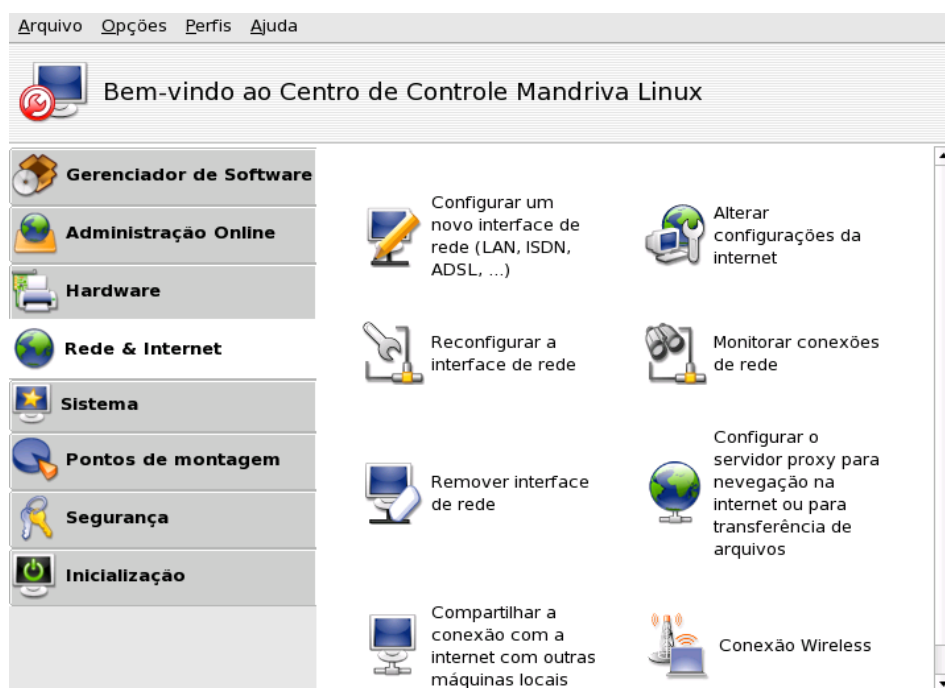 Arquivo Opções Perfis Ajuda
Bem-vindo ao Centro de Controle Mandriva Linux
Gerenciador de Software
Administração Online
Hardware
Rede & Internet
Sistema
Pontos de montagem
Segurança
Inicialização
Configurar um
novo interface de
rede (LAN, ISDN,
ADSL, ...)
Alterar
configurações da
internet
Reconfigurar a
interface de rede
Monitorar conexões
de rede
Remover interface
de rede
Configurar o
servidor proxy para
nevegação na
internet ou para
transferência de
arquivos
Compartilhar a
conexão com a
internet com outras
máquinas locais
Conexão Wireless